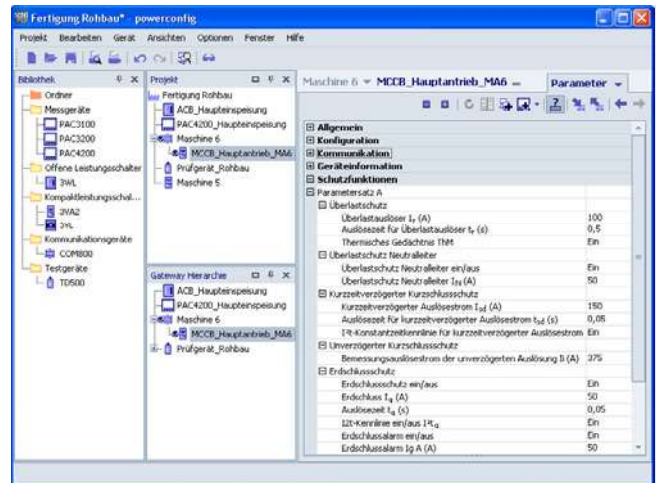 Fertigung Rohbau* - powerconfig
Projekt Bearbeiten Gerät Ansichten Optionen Fenster Hilfe
Bibliothek
Ordner
Messgeräte
PAC3100
PAC3200
PAC4200
Offene Leistungsschalter
3WL
Kompaktleistungsschal...
3VA2
3VL
Kommunikationsgeräte
COM800
Testgeräte
TD500
Projekt
Fertigung Rohbau
ACB_Haupteinspeisung
PAC4200_Haupteinspeisung
Maschine 6
MCCB_Hauptantrieb_MA6
Prüfgerät_Rohbau
Maschine 5
Gateway Hierarchie
ACB_Haupteinspeisung
PAC4200_Haupteinspeisung
Maschine 6
MCCB_Hauptantrieb_MA6
Prüfgerät_Rohbau
Maschine 6 MCCB_Hauptantrieb_MA6 Parameter
Allgemein
Konfiguration
Kommunikation
Geräteinformation
Schutzfunktionen
Parametersatz A
Überlastschutz
Überlastauslöser Ir (A) 100
Auslösezeit für Überlastauslöser tr (s) 0,5
Thermisches Gedächtnis ThM Ein
Überlastschutz Neutralleiter
Überlastschutz Neutralleiter ein/aus Ein
Überlastschutz Neutralleiter IN (A) 50
Kurzzeitverzögerter Kurzschlussschutz
Kurzzeitverzögerter Auslösestrom Isd (A) 150
Auslösezeit für kurzzeitverzögerter Auslösestrom tsd (s) 0,05
I²t-Konstantzeitkennlinie für kurzzeitverzögerter Auslösestrom Ein
Unverzögerter Kurzschlussschutz
Bemessungsauslösestrom der unverzögerten Auslösung Ii (A) 375
Erdschlussschutz
Erdschlussschutz ein/aus Ein
Erdschluss Ig (A) 50
Auslösezeit tg (s) 0,05
I2t-Kennlinie ein/aus I²tg Ein
Erdschlussalarm ein/aus Ein
Erdschlussalarm Ig A (A) 50